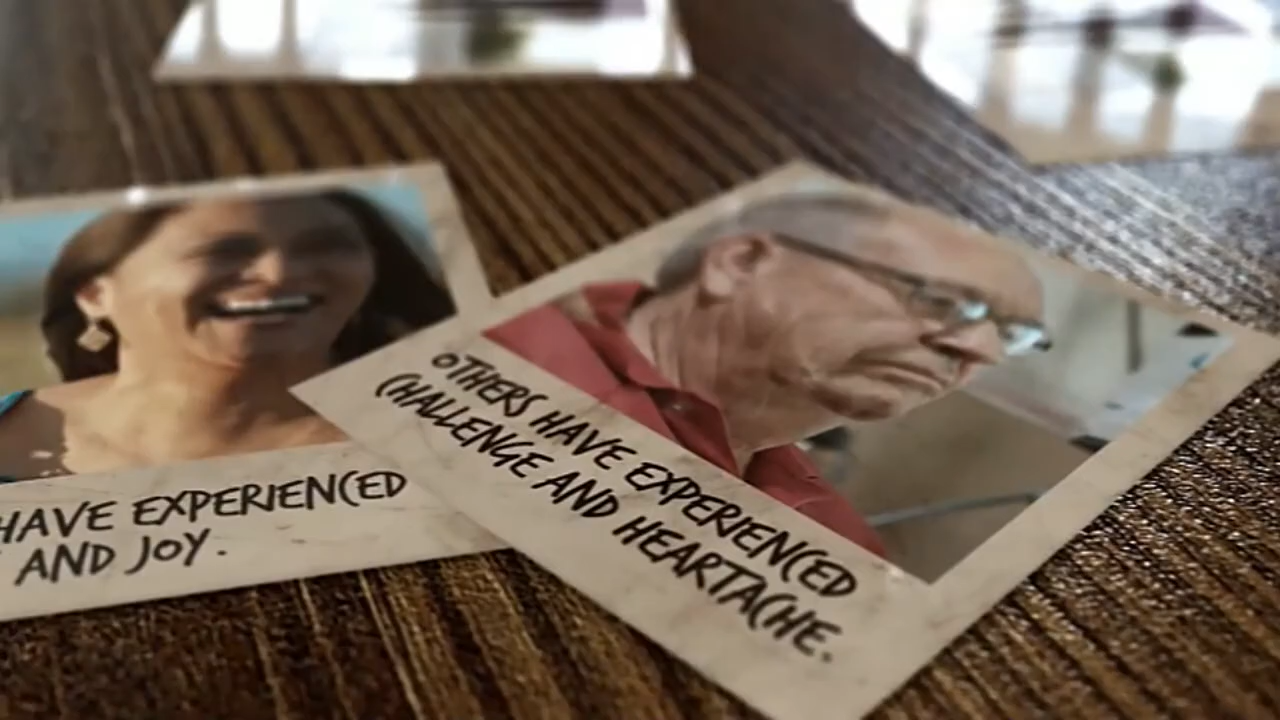 HAVE EXPERIENCED
AND JOY.
OTHERS HAVE EXPERIENCED
CHALLENGE AND HEARTACHE.